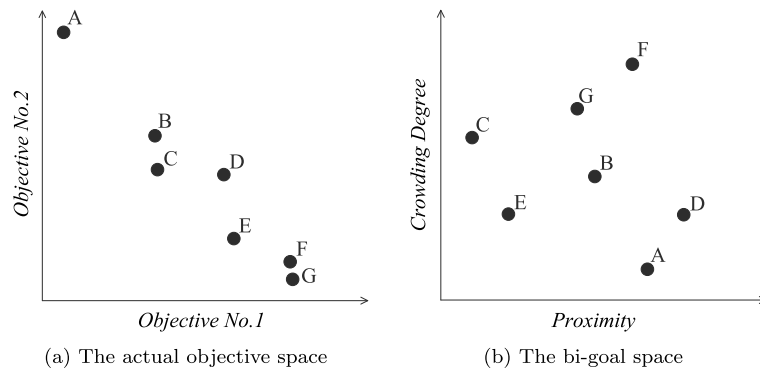 A
B
C
D
E
F
G
Objective No.2
Objective No.1
(a) The actual objective space
F
G
C
B
E
D
A
Crowding Degree
Proximity
(b) The bi-goal space